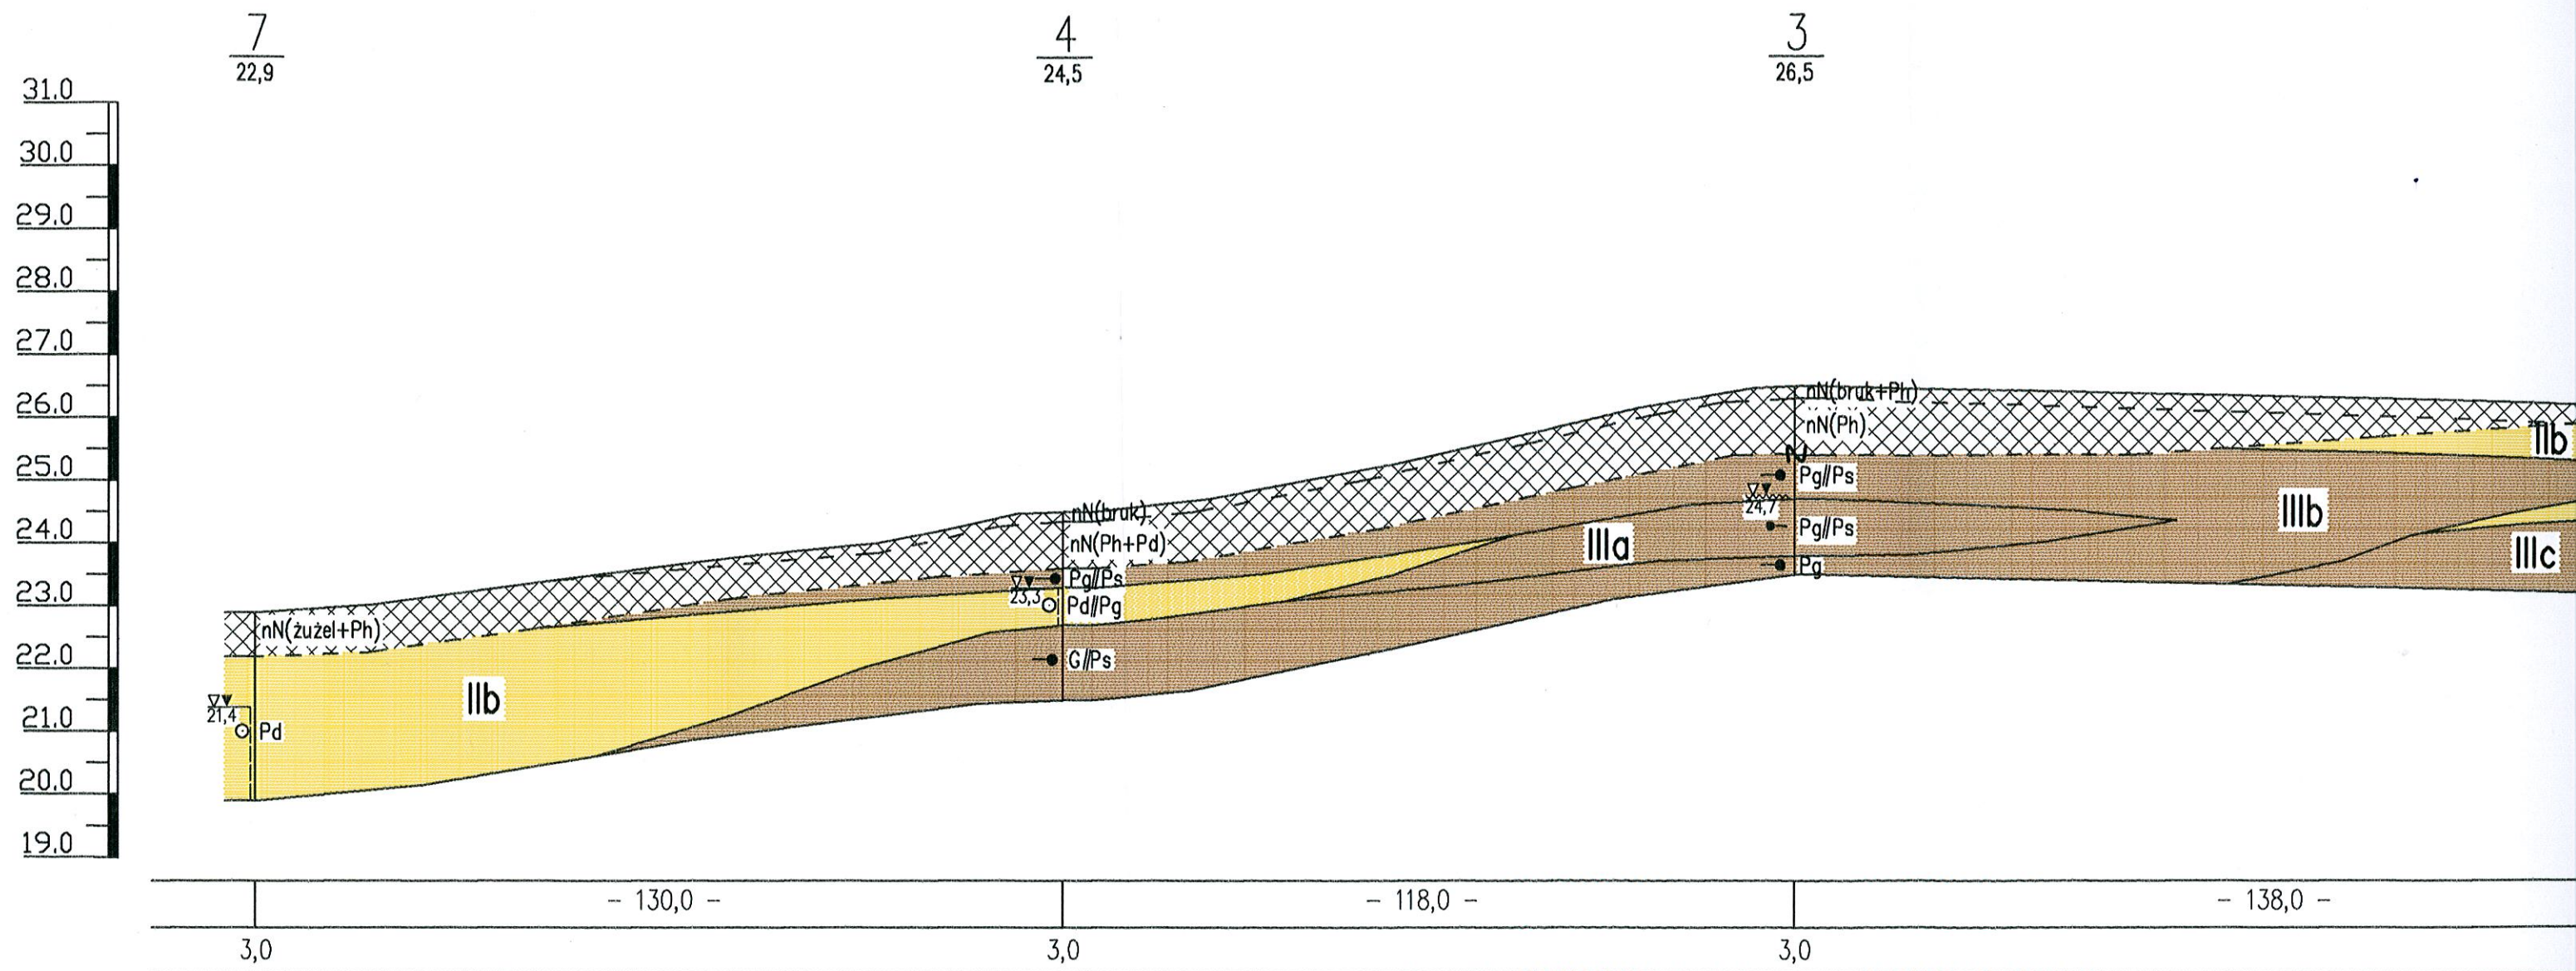 7
22,9
4
24,5
3
26,5
31.0
30.0
29.0
28.0
27.0
26.0
25.0
24.0
23.0
22.0
21.0
20.0
19.0
nN(żużel+Ph)
21,4
Pd
IIb
nN(bruk)
nN(Ph+Pd)
Pg//Ps
23,3
Pd//Pg
G//Ps
IIIa
nN(bruk+Ph)
nN(Ph)
Pg//Ps
24,7
Pg//Ps
Pg
IIb
IIIb
IIIc
- 130,0 -
- 118,0 -
- 138,0 -
3,0
3,0
3,0